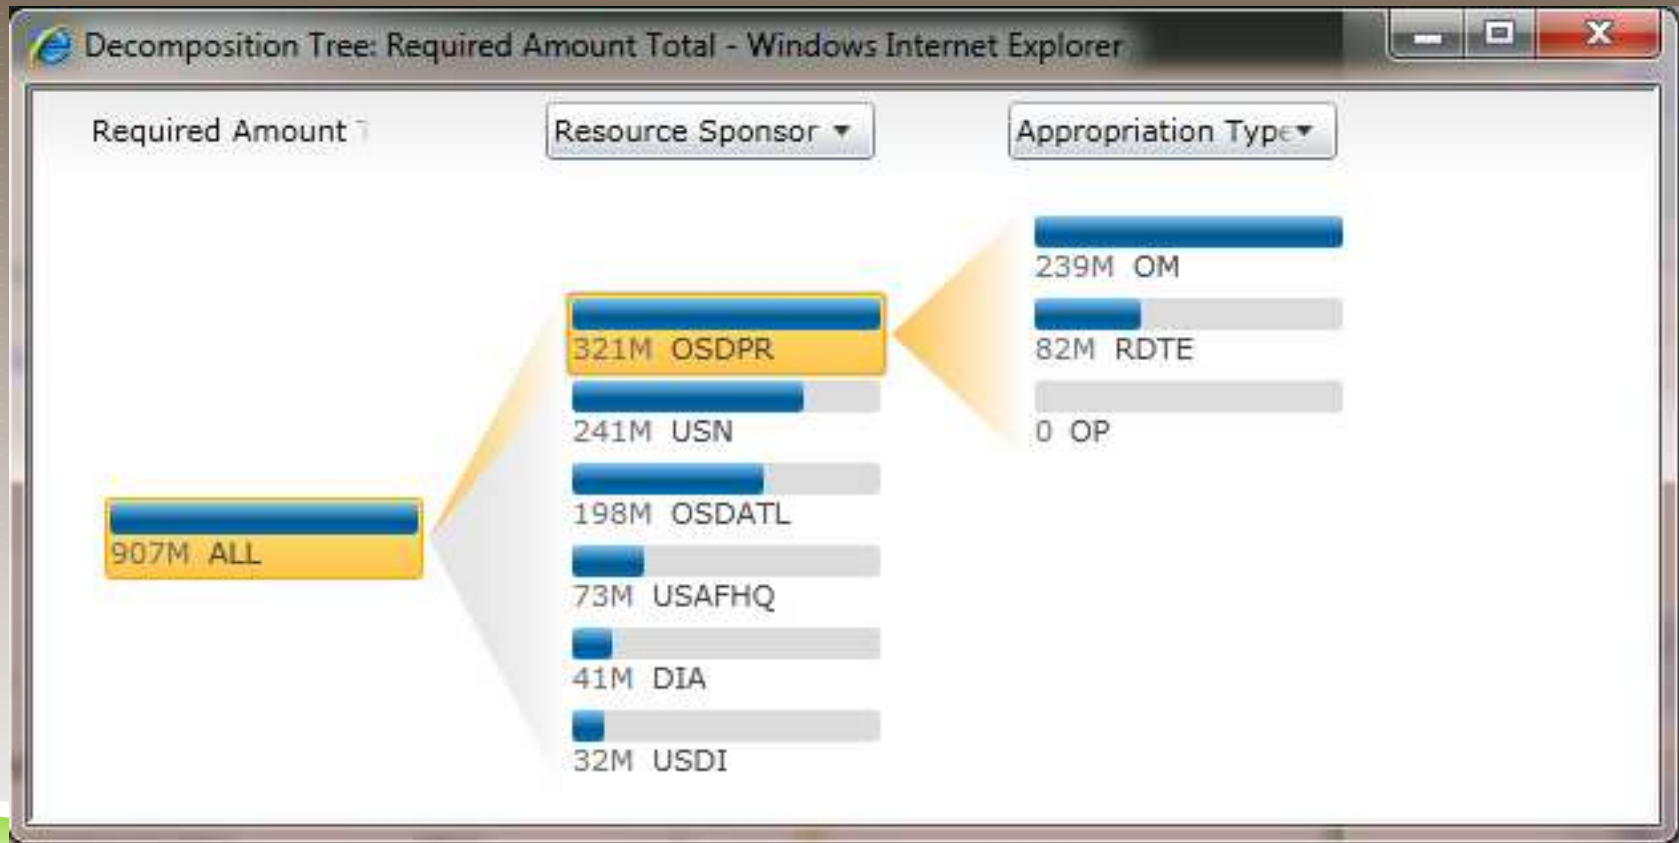 Decomposition Tree: Required Amount Total - Windows Internet Explorer
Required Amount
Resource Sponsor
Appropriation Type
239M OM
321M OSDPR
82M RDTE
241M USN
0 OP
198M OSDATL
907M ALL
73M USAFHQ
41M DIA
32M USDI